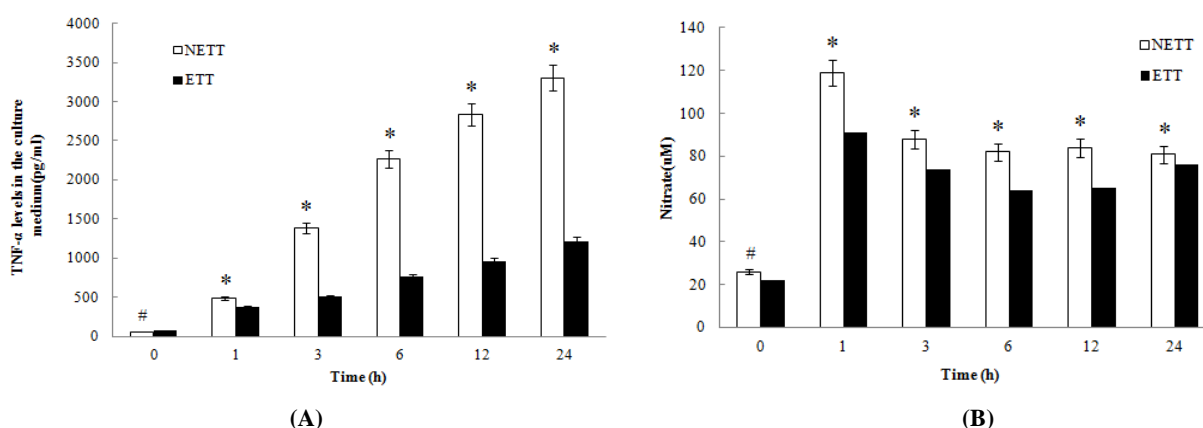 4000
3500
3000
2500
2000
1500
1000
500
0
TNF-α levels in the culture
medium(pg/ml)
NETT
ETT
#
*
*
*
*
*
0 1 3 6 12 24
Time (h)
(A)
140
120
100
80
60
40
20
0
Nitrate(uM)
NETT
ETT
#
*
*
*
*
*
0 1 3 6 12 24
Time (h)
(B)